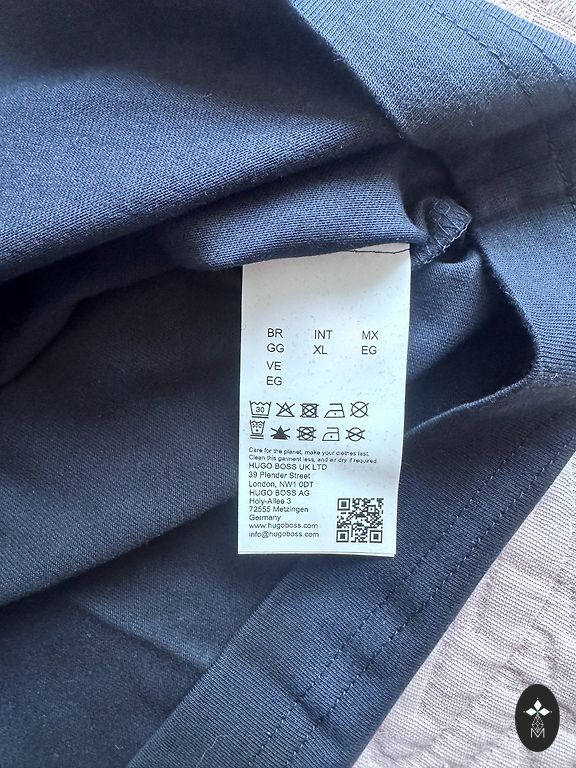 BR INT MX
GG XL EG
VE
EG
30
Care for the planet, make your clothes last.
Clean this garment less, and air dry if required.
HUGO BOSS UK LTD
39 Plender Street
London, NW1 0DT
HUGO BOSS AG
Holy-Allee 3
72555 Metzingen
Germany
www.hugoboss.com
info@hugoboss.com
M